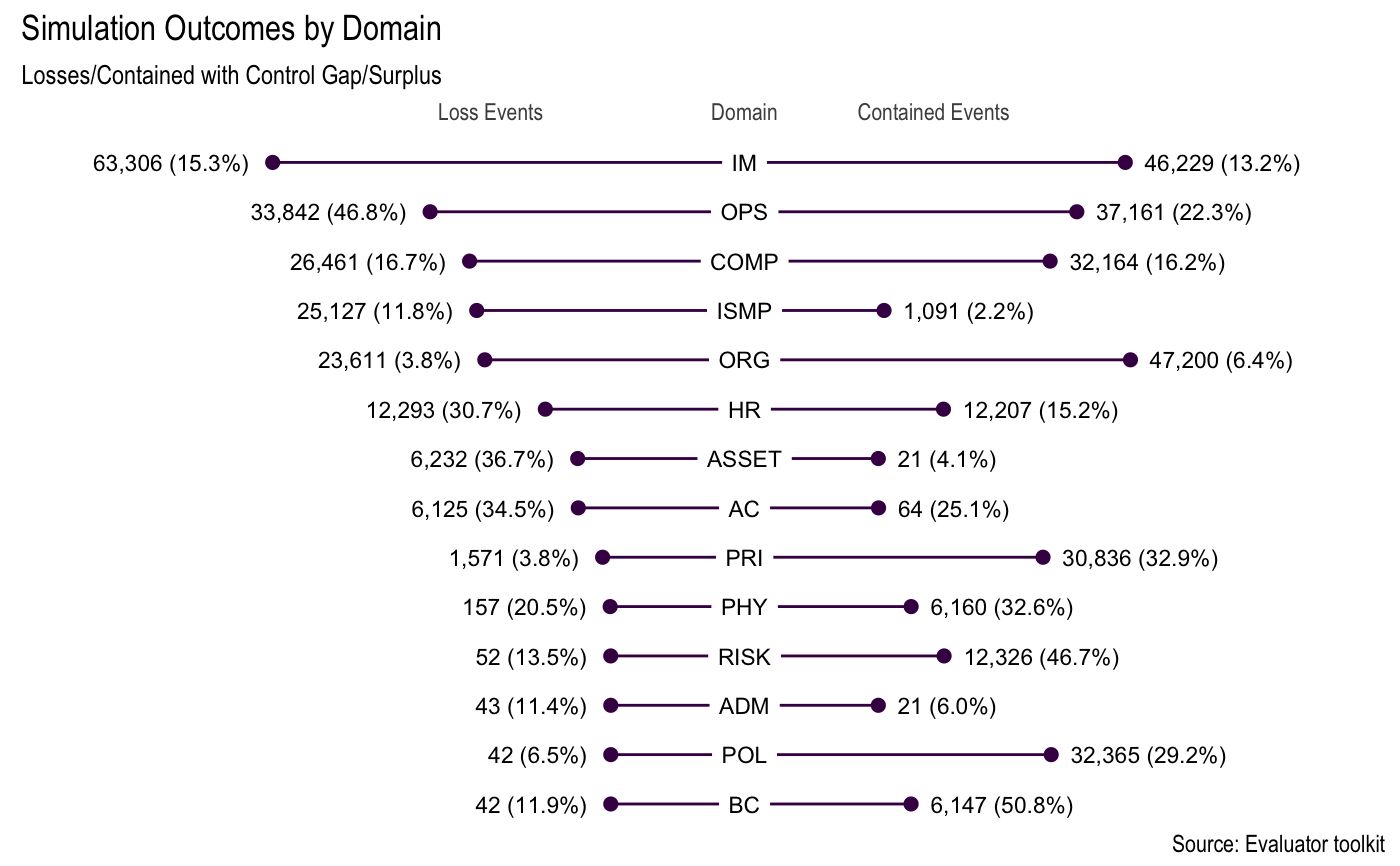 Simulation Outcomes by Domain
Losses/Contained with Control Gap/Surplus
Loss Events Domain Contained Events
63,306 (15.3%) IM 46,229 (13.2%)
33,842 (46.8%) OPS 37,161 (22.3%)
26,461 (16.7%) COMP 32,164 (16.2%)
25,127 (11.8%) ISMP 1,091 (2.2%)
23,611 (3.8%) ORG 47,200 (6.4%)
12,293 (30.7%) HR 12,207 (15.2%)
6,232 (36.7%) ASSET 21 (4.1%)
6,125 (34.5%) AC 64 (25.1%)
1,571 (3.8%) PRI 30,836 (32.9%)
157 (20.5%) PHY 6,160 (32.6%)
52 (13.5%) RISK 12,326 (46.7%)
43 (11.4%) ADM 21 (6.0%)
42 (6.5%) POL 32,365 (29.2%)
42 (11.9%) BC 6,147 (50.8%)
Source: Evaluator toolkit